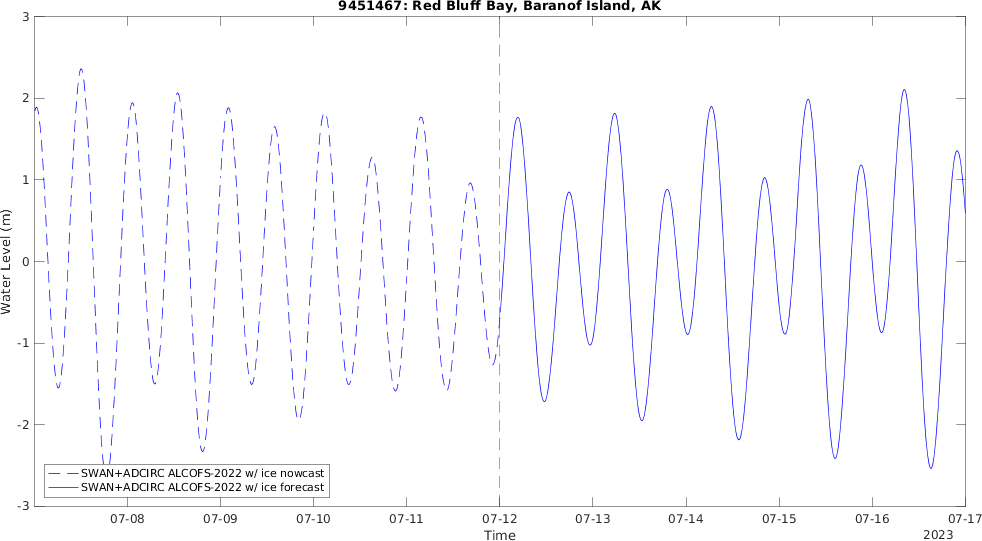 9451467: Red Bluff Bay, Baranof Island, AK
3
2
1
0
-1
-2
-3
Water Level (m)
SWAN+ADCIRC ALCOFS-2022 w/ ice nowcast
SWAN+ADCIRC ALCOFS-2022 w/ ice forecast
07-08 07-09 07-10 07-11 07-12 07-13 07-14 07-15 07-16 07-17
Time
2023